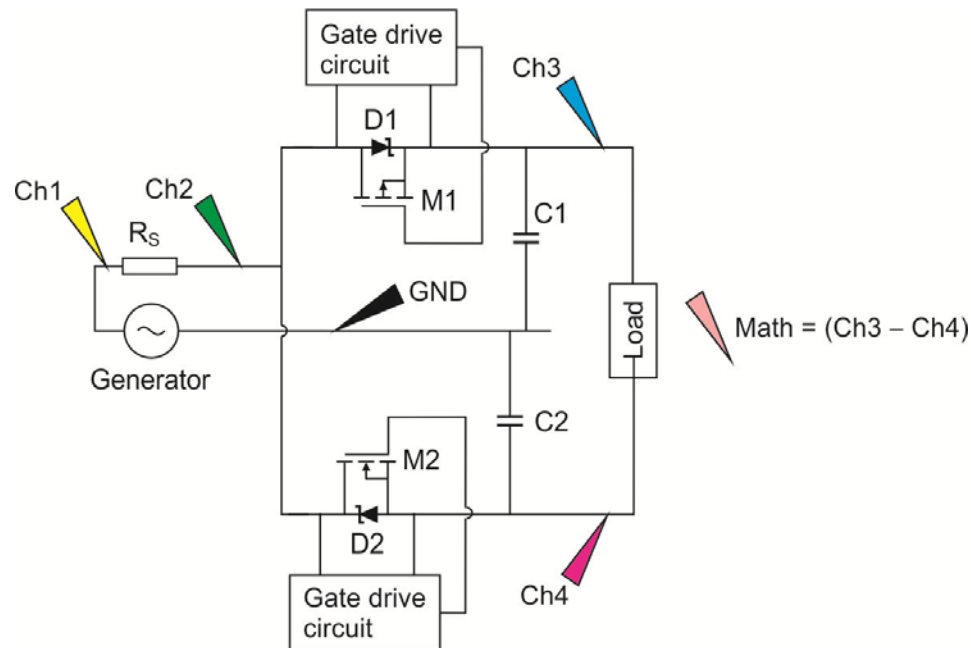 Gate drive
circuit
Ch3
D1
Ch1
Ch2
M1
C1
RS
GND
Load
Math = (Ch3 – Ch4)
Generator
C2
M2
D2
Ch4
Gate drive
circuit